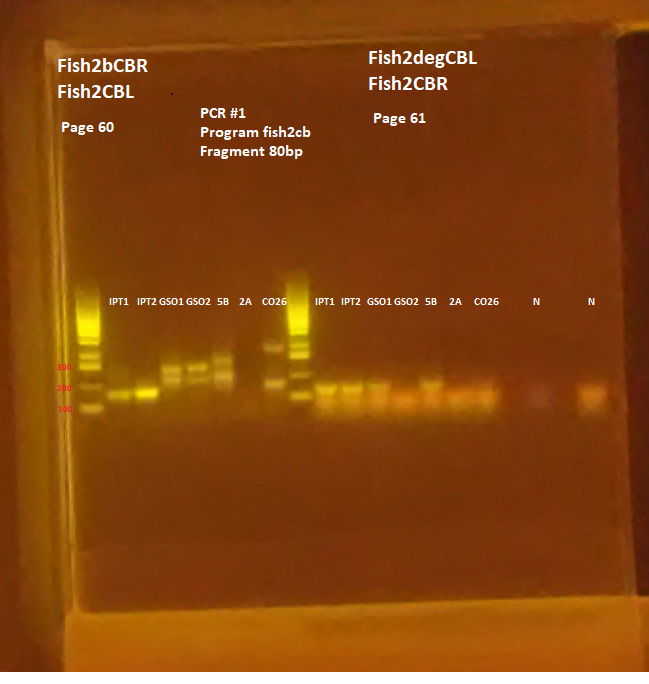 Fish2bCBR
Fish2CBL
Page 60
PCR #1
Program fish2cb
Fragment 80bp
Fish2degCBL
Fish2CBR
Page 61
IPT1 IPT2 GSO1 GSO2 5B 2A CO26 IPT1 IPT2 GSO1 GSO2 5B 2A CO26 N N
300
200
100